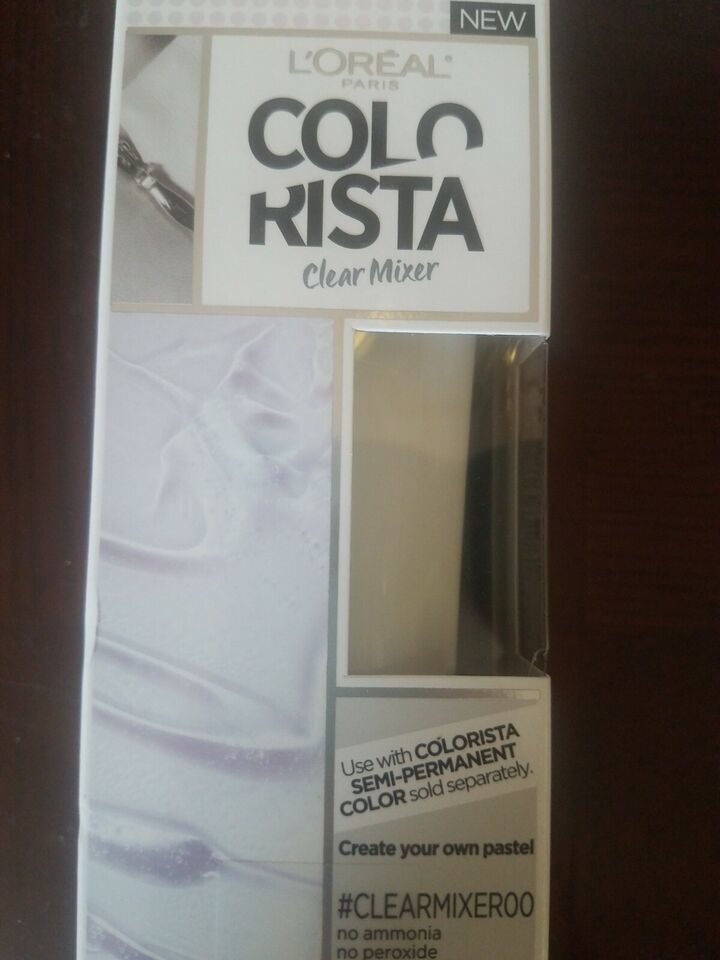 NEW
L'ORÉAL®
PARIS
COLO
RISTA
Clear Mixer
Use with COLORISTA
SEMI-PERMANENT
COLOR sold separately.
Create your own pastel
#CLEARMIXER00
no ammonia
no peroxide